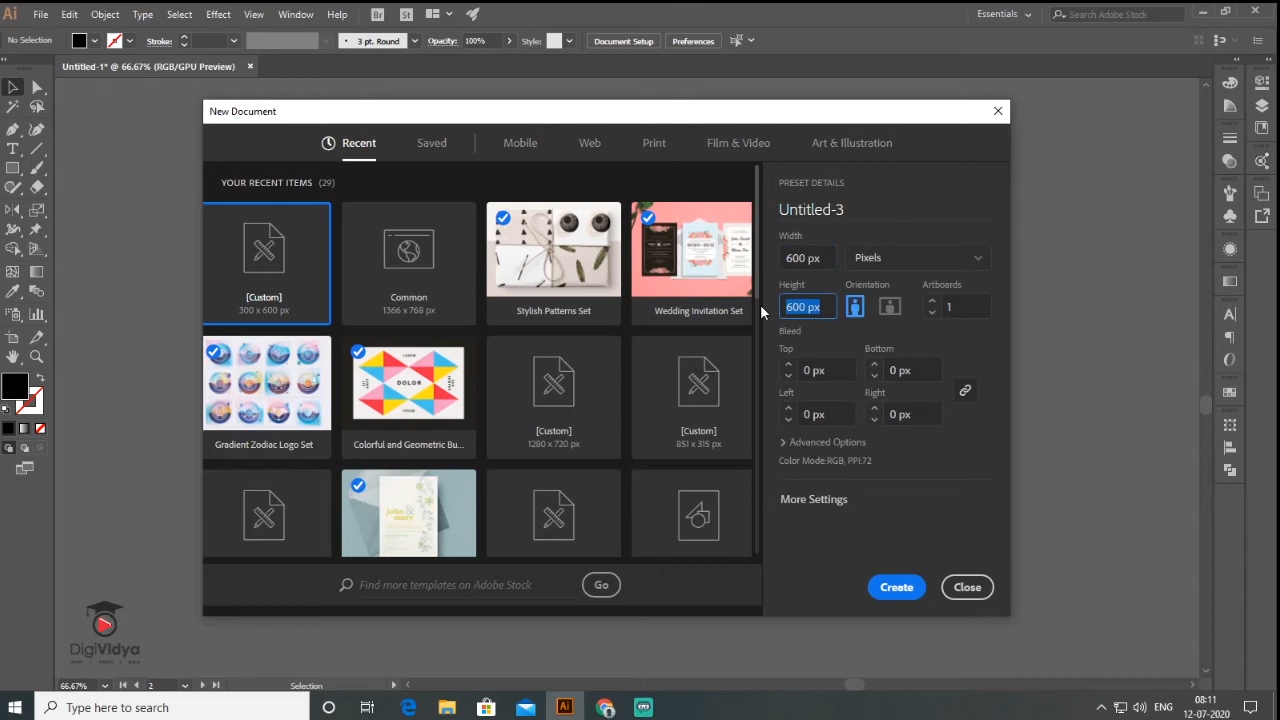 Ai File Edit Object Type Select Effect View Window Help Br St Essentials Search Adobe Stock
No Selection Stroke: 3 pt. Round Opacity: 100% Style: Document Setup Preferences
Untitled-1* @ 66.67% (RGB/GPU Preview) ×
New Document
Recent Saved Mobile Web Print Film & Video Art & Illustration
YOUR RECENT ITEMS (29)
[Custom]
300 x 600 px
Common
1366 x 768 px
Stylish Patterns Set
Wedding Invitation Set
Gradient Zodiac Logo Set
DOLOR
Colorful and Geometric Bu...
[Custom]
1280 x 720 px
[Custom]
851 x 315 px
john &
mary
Find more templates on Adobe Stock Go
PRESET DETAILS
Untitled-3
Width
600 px Pixels
Height Orientation Artboards
600 px 1
Bleed
Top Bottom
0 px 0 px
Left Right
0 px 0 px
Advanced Options
Color Mode:RGB, PPI:72
More Settings
Create Close
DigiVidya
66.67% 2 Selection
Type here to search
Ai
ENG
08:11
12-07-2020